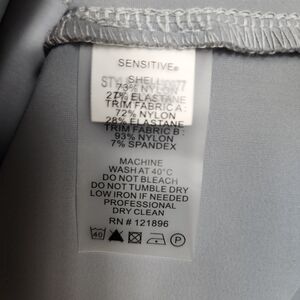 SENSITIVE®
SHELL:
73% NYLON
27% ELASTANE
TRIM FABRIC A:
72% NYLON
28% ELASTANE
TRIM FABRIC B:
93% NYLON
7% SPANDEX
MACHINE
WASH AT 40°C
DO NOT BLEACH
DO NOT TUMBLE DRY
LOW IRON IF NEEDED
PROFESSIONAL
DRY CLEAN
RN # 121896
40
P